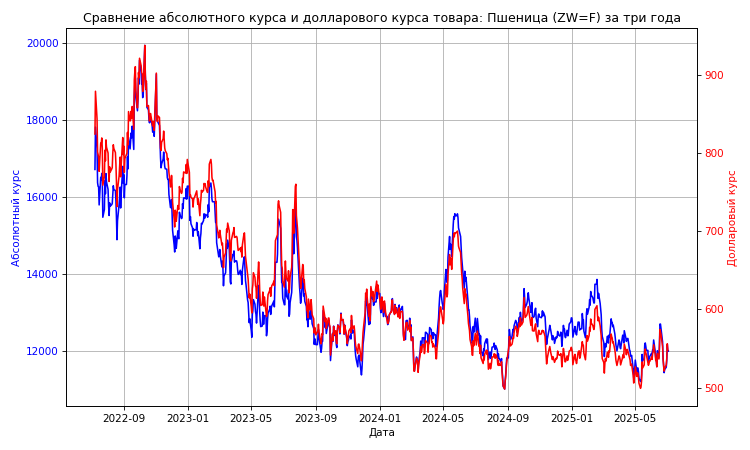 Сравнение абсолютного курса и долларового курса товара: Пшеница (ZW=F) за три года
20000
18000
16000
14000
12000
Абсолютный курс
900
800
700
600
500
Долларовый курс
2022-09 2023-01 2023-05 2023-09 2024-01 2024-05 2024-09 2025-01 2025-05
Дата